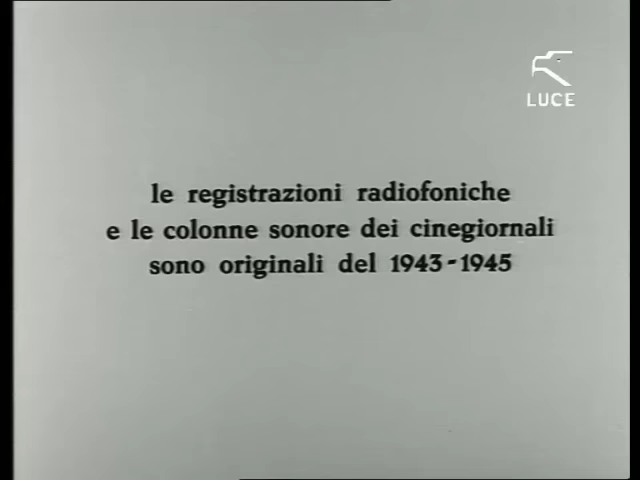 LUCE
le registrazioni radiofoniche
e le colonne sonore dei cinegiornali
sono originali del 1943-1945